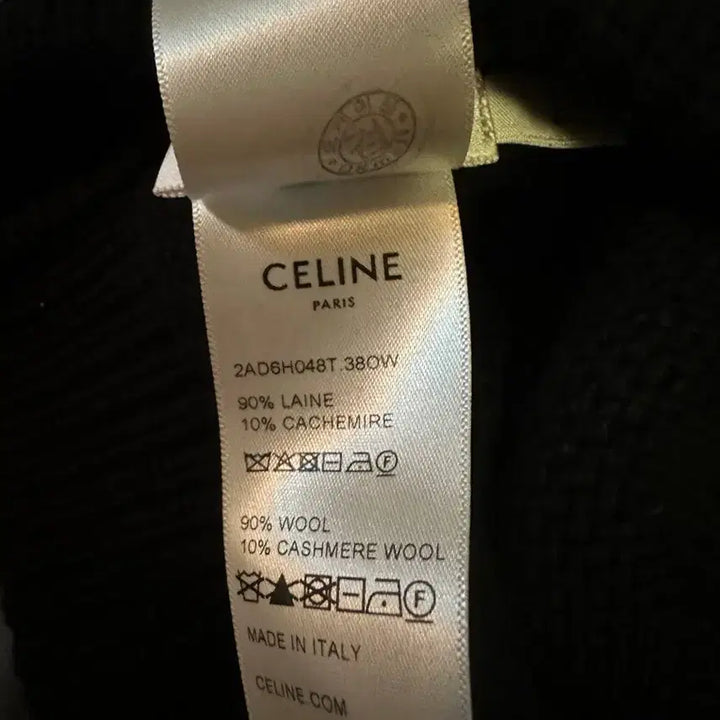 CELINE
PARIS
2AD6H048T.38OW
90% LAINE
10% CACHEMIRE
F
90% WOOL
10% CASHMERE WOOL
F
MADE IN ITALY
CELINE.COM